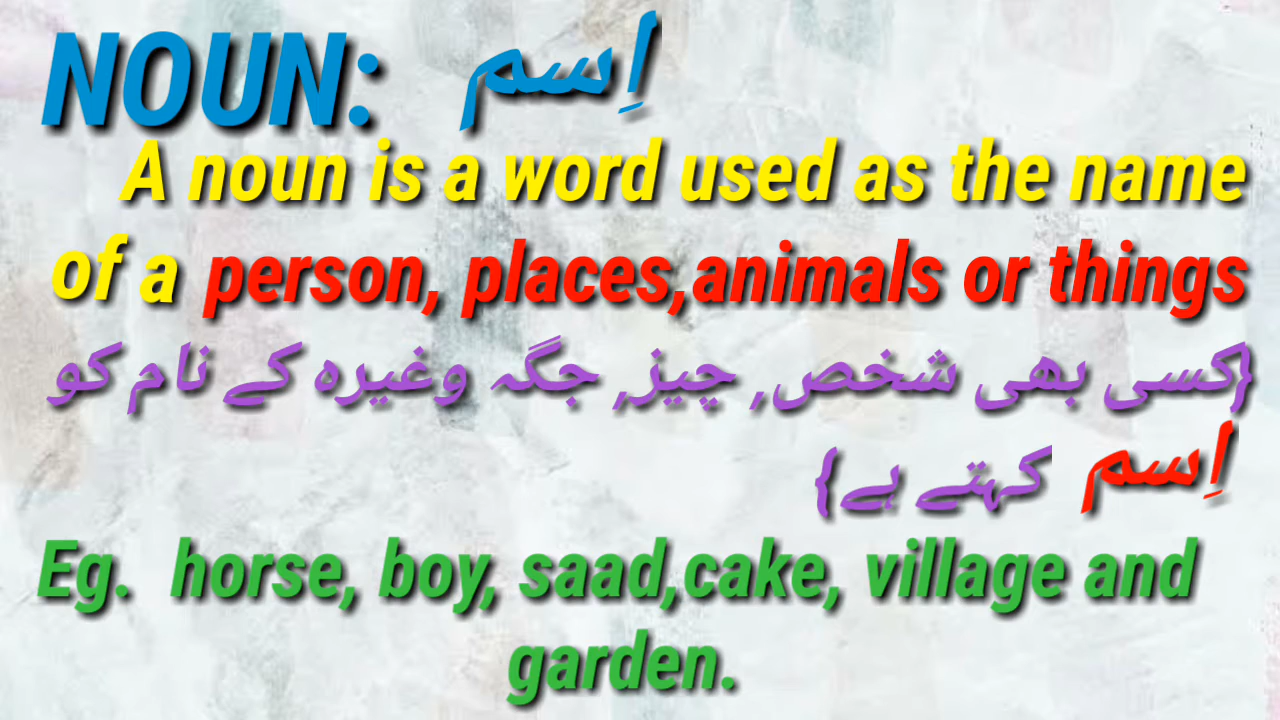 NOUN: اِسم
A noun is a word used as the name
of a person, places,animals or things
{کسی بھی شخص, چیز, جگہ وغیرہ کے نام کو
اِسم کہتے ہے}
Eg. horse, boy, saad,cake, village and
garden.